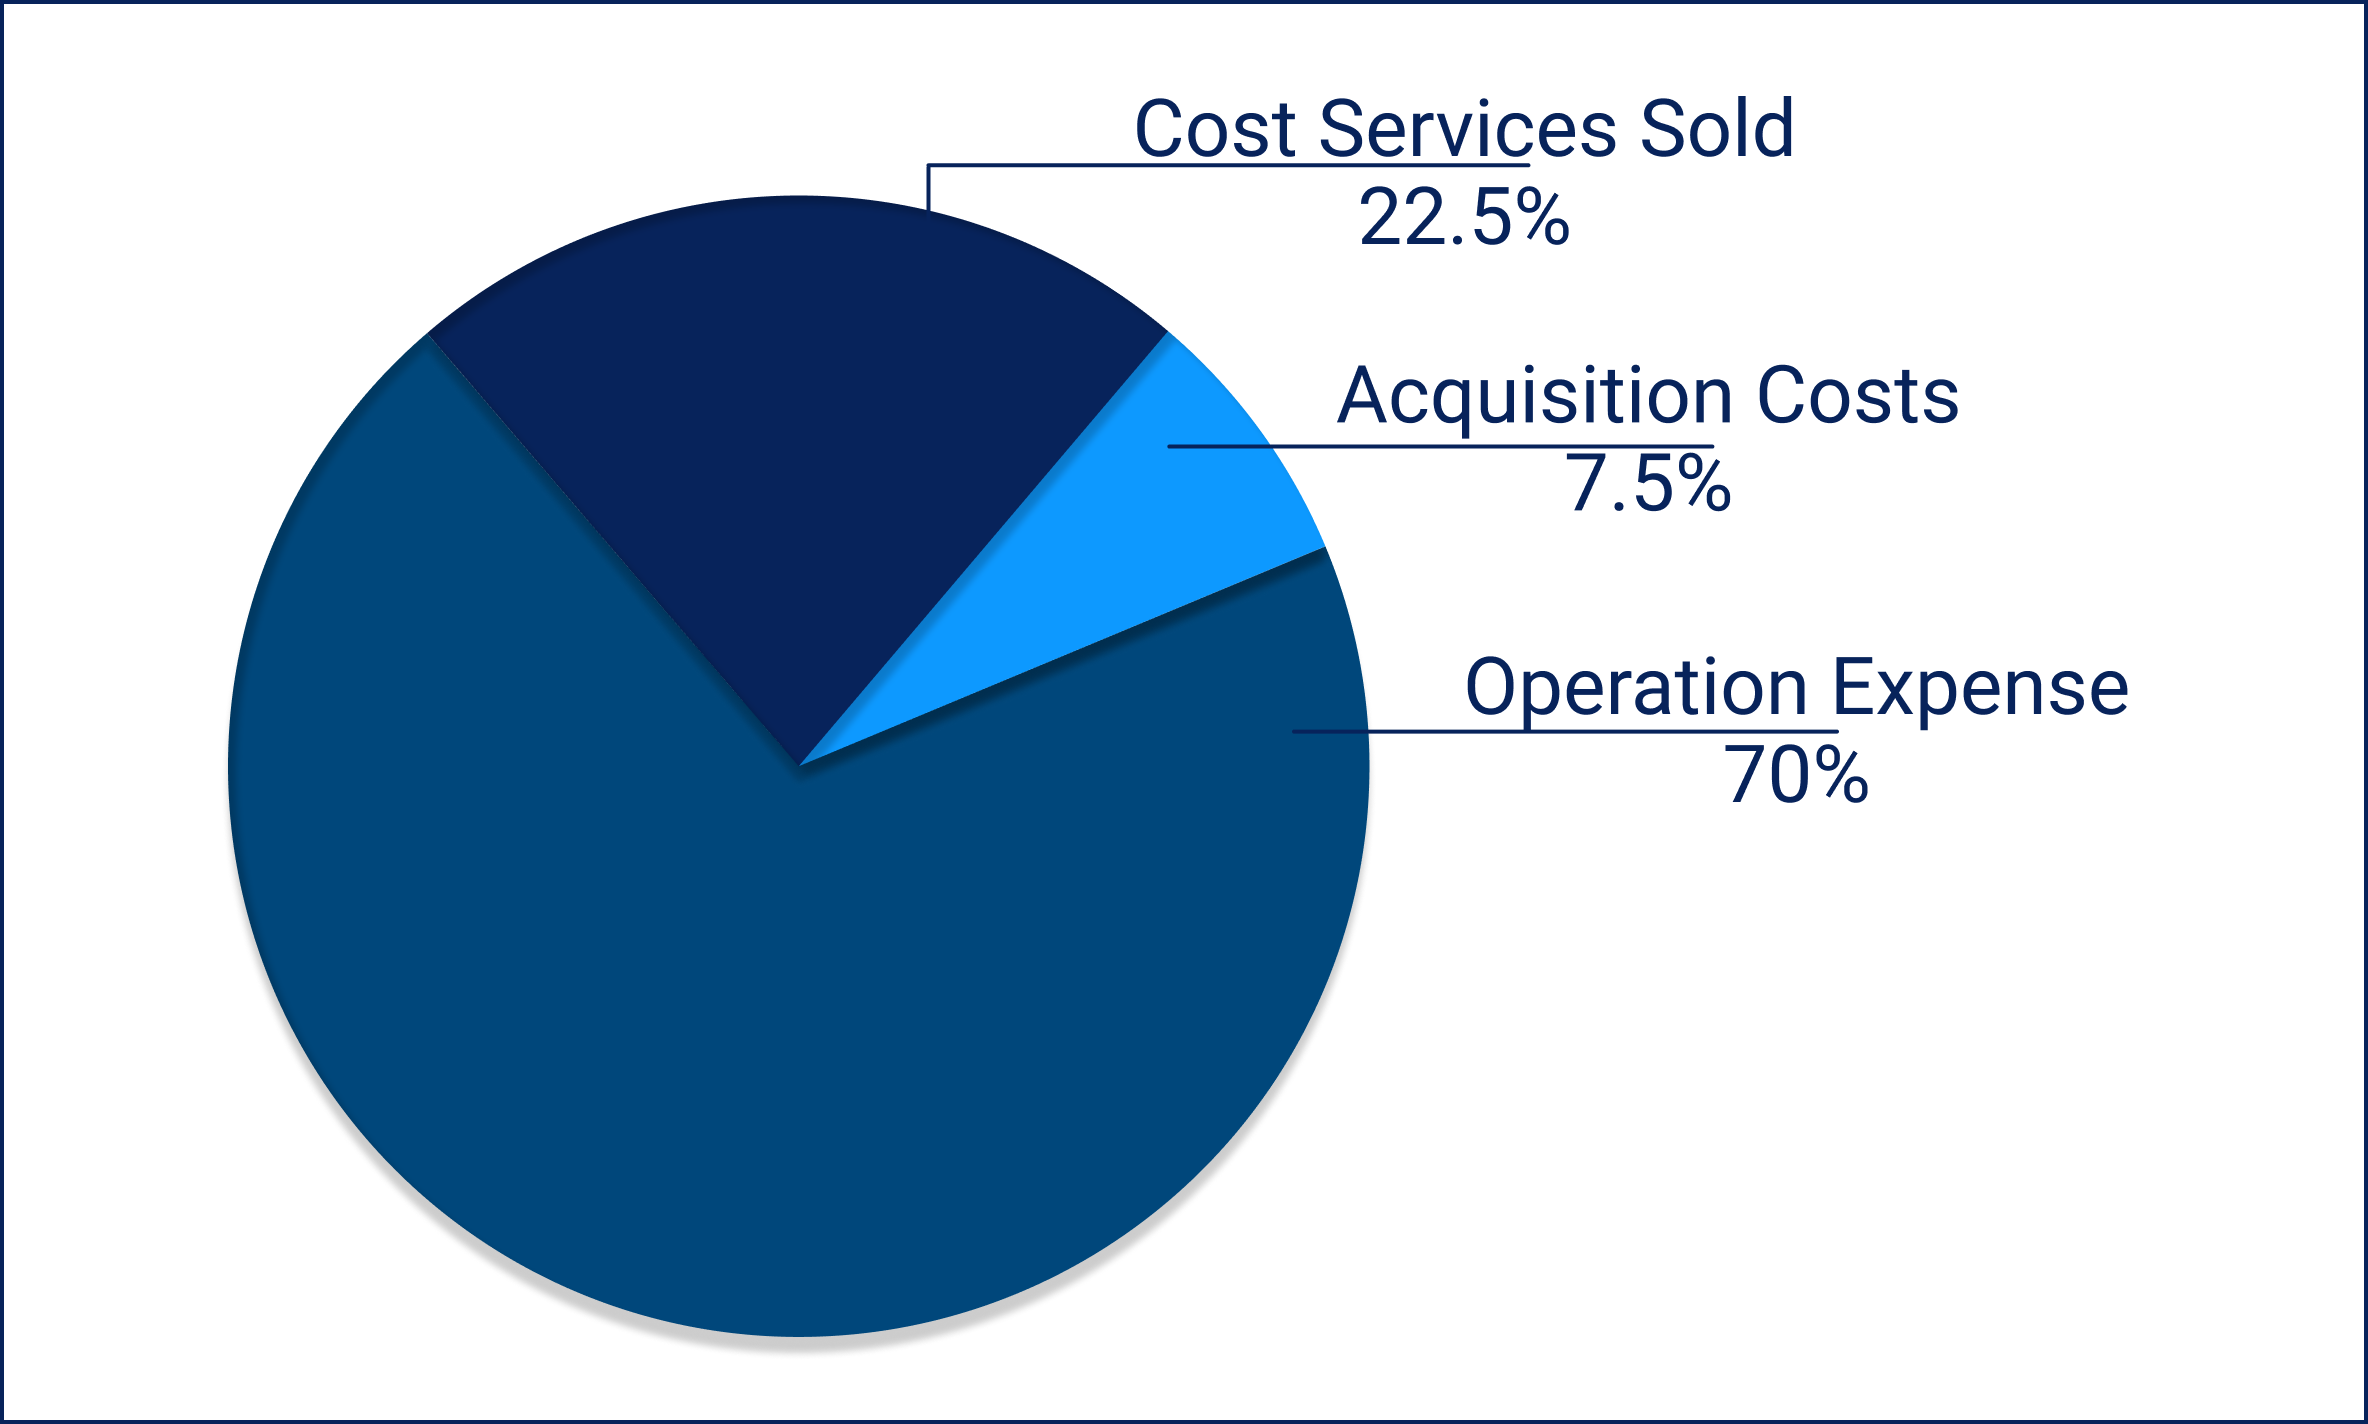 Cost Services Sold
22.5%
Acquisition Costs
7.5%
Operation Expense
70%